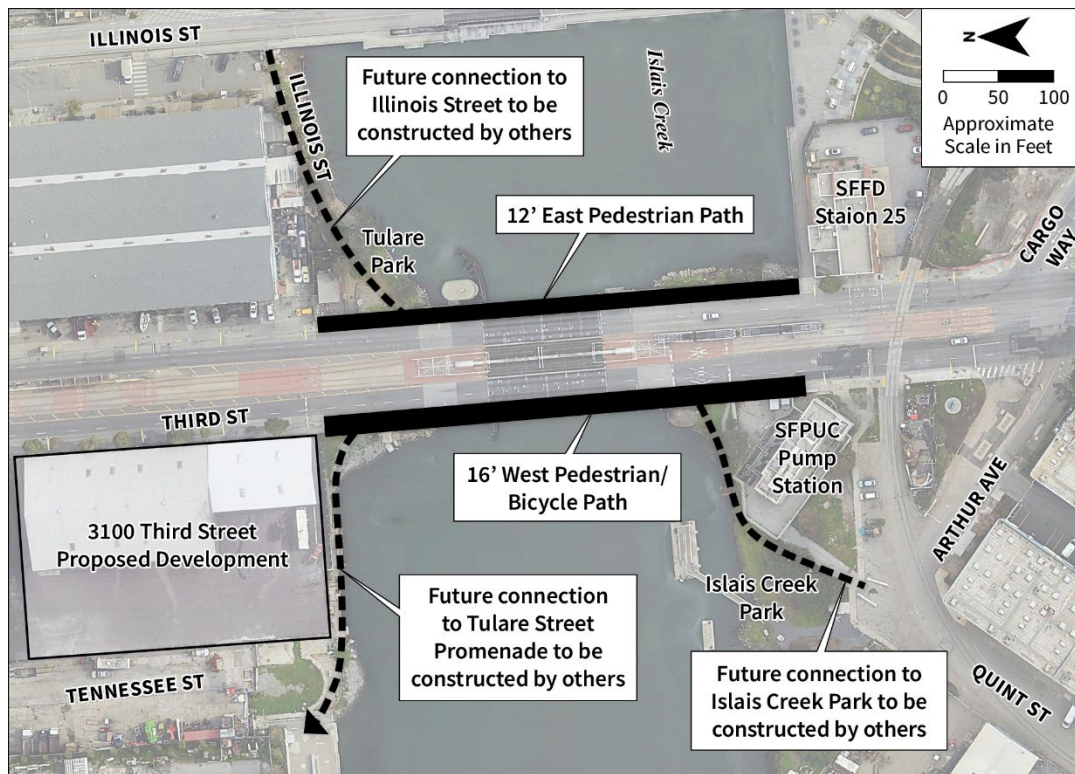 ILLINOIS ST
N
0 50 100
Approximate
Scale in Feet
Future connection to
Illinois Street to be
constructed by others
ILLINOIS ST
Islais Creek
SFFD
Staion 25
CARGO
WAY
12’ East Pedestrian Path
Tulare
Park
THIRD ST
16’ West Pedestrian/
Bicycle Path
SFPUC
Pump
Station
ARTHUR AVE
3100 Third Street
Proposed Development
Future connection
to Tulare Street
Promenade to be
constructed by others
Islais Creek
Park
Future connection to
Islais Creek Park to be
constructed by others
QUINT ST
TENNESSEE ST